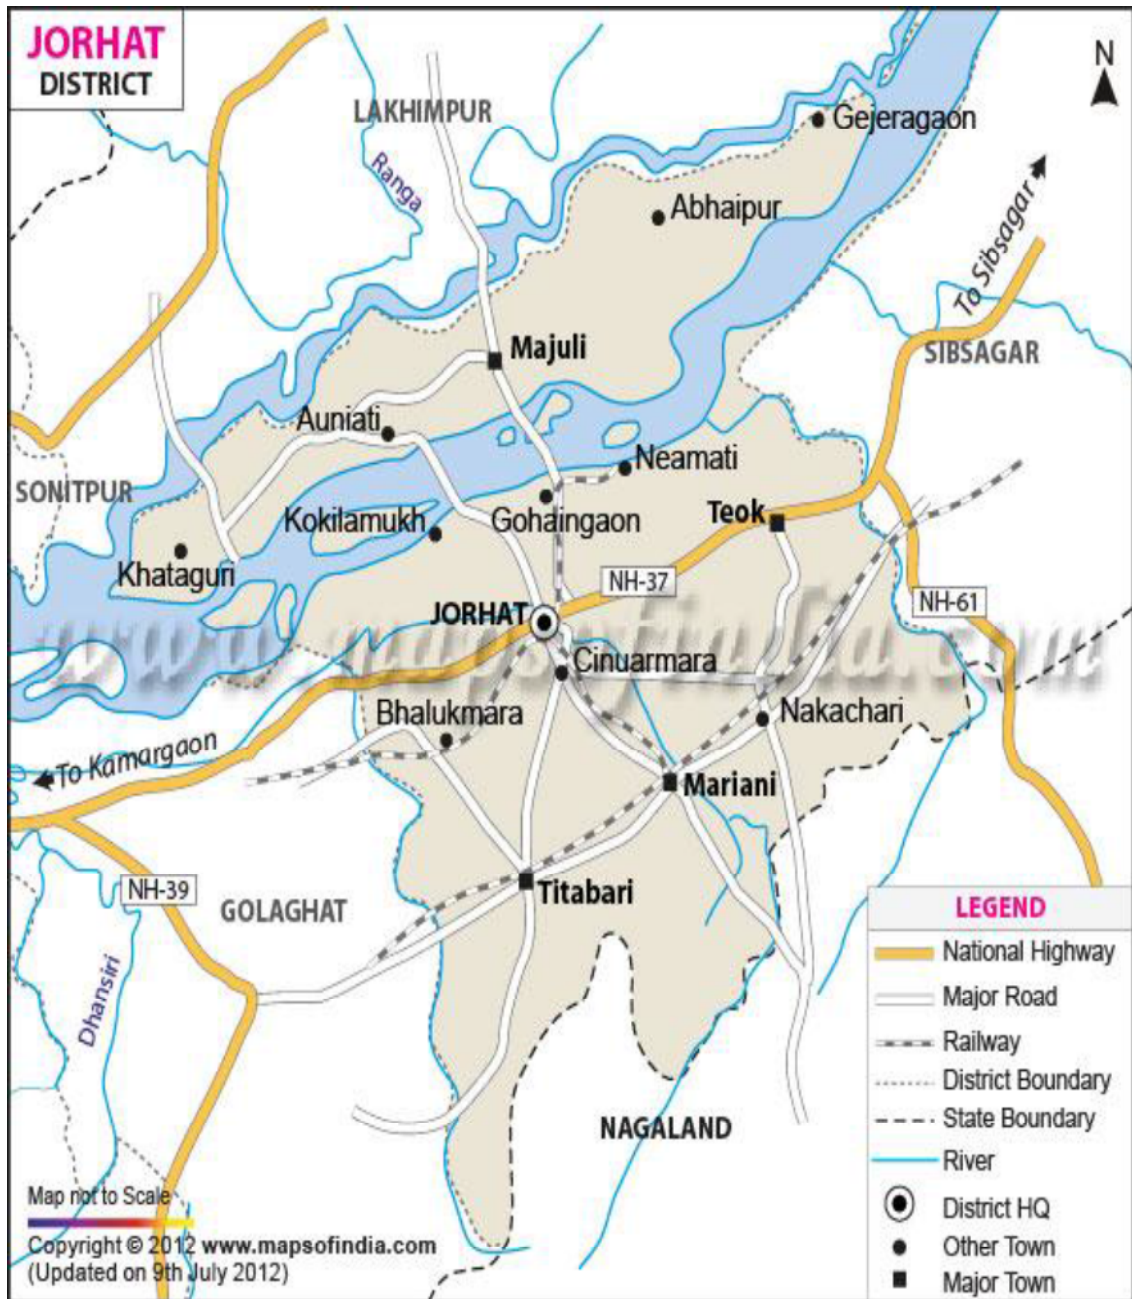 JORHAT
DISTRICT
N
LAKHIMPUR
Ranga
Gejeragaon
Abhaipur
To Sibsagar
SIBSAGAR
Majuli
Auniati
Neamati
SONITPUR
Kokilamukh
Gohaingaon
Teok
Khataguri
NH-37
NH-61
JORHAT
www.mapsofindia.com
Cinuarmara
Bhalukmara
Nakachari
To Kamargaon
Mariani
NH-39
Titabari
GOLAGHAT
Dhansiri
NAGALAND
LEGEND
National Highway
Major Road
Railway
District Boundary
State Boundary
River
District HQ
Other Town
Major Town
Map not to Scale
Copyright © 2012 www.mapsofindia.com
(Updated on 9th July 2012)